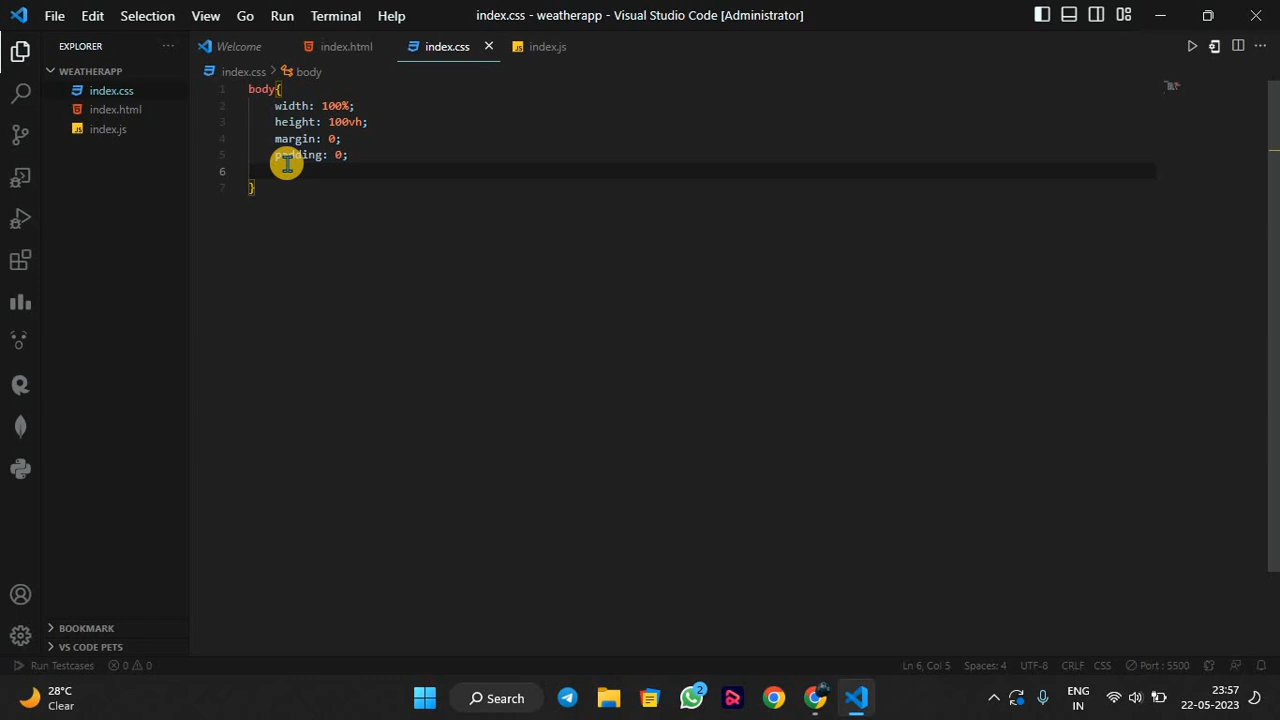 File Edit Selection View Go Run Terminal Help index.css - weatherapp - Visual Studio Code [Administrator]
EXPLORER
Welcome index.html index.css index.js
WEATHERAPP
index.css > body
index.css
index.html
index.js
1 body{
2 width: 100%;
3 height: 100vh;
4 margin: 0;
5 padding: 0;
6
7 }
BOOKMARK
VS CODE PETS
Run Testcases 0 0 Ln 6, Col 5 Spaces: 4 UTF-8 CRLF CSS Port : 5500
28°C
Clear
Search
2
ENG
IN
23:57
22-05-2023